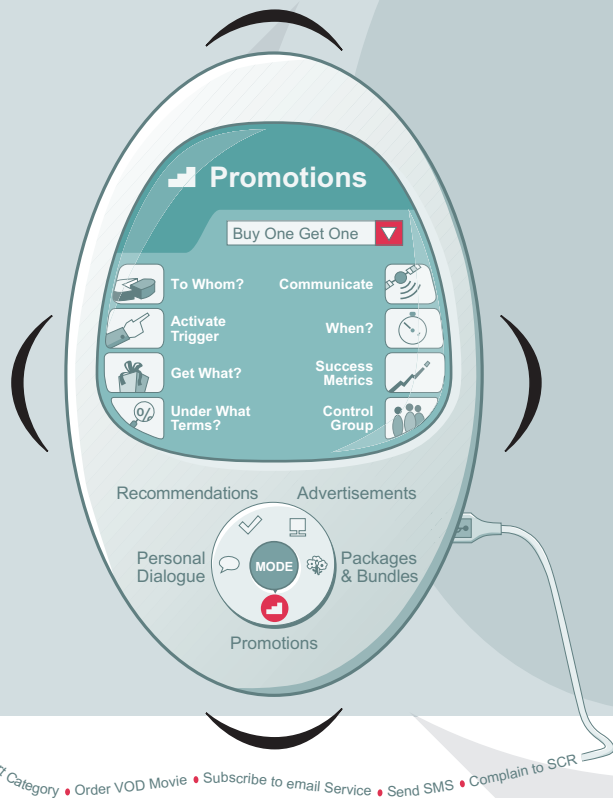 Promotions
Buy One Get One
To Whom?
Communicate
Activate
Trigger
When?
Get What?
Success
Metrics
Under What
Terms?
Control
Group
Recommendations
Advertisements
Personal
Dialogue
MODE
Packages
& Bundles
Promotions
Category • Order VOD Movie • Subscribe to email Service • Send SMS • Complain to SCR